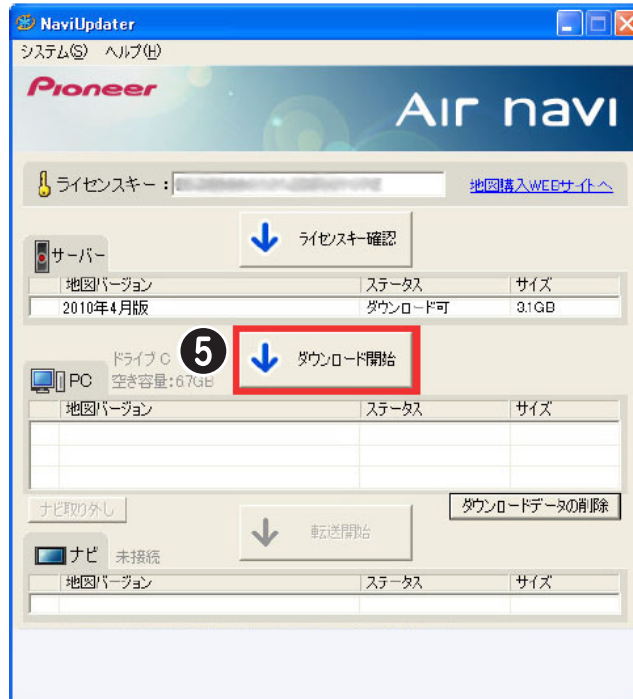 NaviUpdater
システム(S) ヘルプ(H)
Pioneer
AIr navI
ライセンスキー：
地図購入WEBサイトへ
ライセンスキー確認
サーバー
地図バージョン ステータス サイズ
2010年4月版 ダウンロード可 3.1GB
ドライブ C
5
ダウンロード開始
PC 空き容量:67GB
地図バージョン ステータス サイズ
ナビ取り外し
ダウンロードデータの削除
転送開始
ナビ 未接続
地図バージョン ステータス サイズ